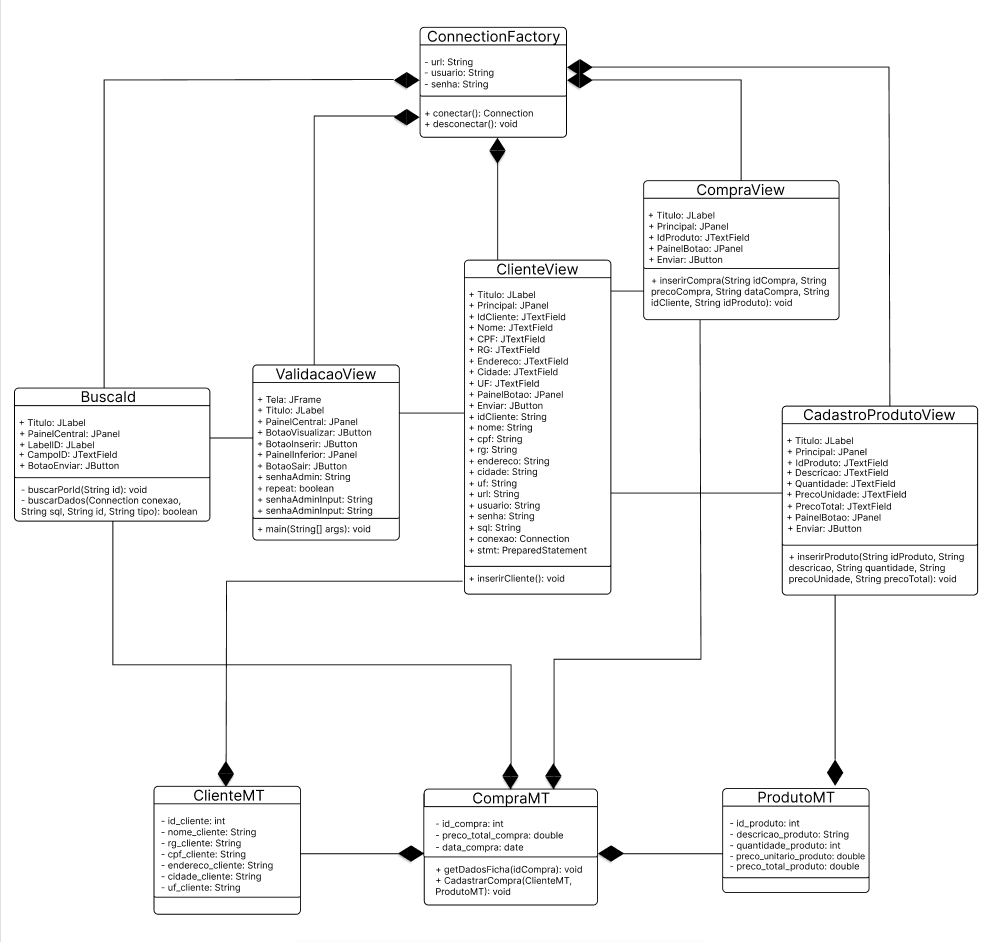 ConnectionFactory
- url: String
- usuario: String
- senha: String
+ conectar(): Connection
+ desconectar(): void
CompraView
+ Titulo: JLabel
+ Principal: JPanel
+ IdProduto: JTextField
+ PainelBotao: JPanel
+ Enviar: JButton
+ inserirCompra(String idCompra, String
precoCompra, String dataCompra, String
idCliente, String idProduto): void
ClienteView
+ Titulo: JLabel
+ Principal: JPanel
+ IdCliente: JTextField
+ Nome: JTextField
+ CPF: JTextField
+ RG: JTextField
+ Endereco: JTextField
+ Cidade: JTextField
+ UF: JTextField
+ PainelBotao: JPanel
+ Enviar: JButton
+ idCliente: String
+ nome: String
+ cpf: String
+ rg: String
+ endereco: String
+ cidade: String
+ uf: String
+ url: String
+ usuario: String
+ senha: String
+ sql: String
+ conexao: Connection
+ stmt: PreparedStatement
+ inserirCliente(): void
ValidacaoView
+ Tela: JFrame
+ Titulo: JLabel
+ PainelCentral: JPanel
+ BotaoVisualizar: JButton
+ BotaoInserir: JButton
+ PainelInferior: JPanel
+ BotaoSair: JButton
+ senhaAdmin: String
+ repeat: boolean
+ senhaAdminInput: String
+ senhaAdminInput: String
+ main(String[] args): void
BuscaId
+ Titulo: JLabel
+ PainelCentral: JPanel
+ LabelID: JLabel
+ CampoID: JTextField
+ BotaoEnviar: JButton
- buscarPorId(String id): void
- buscarDados(Connection conexao,
String sql, String id, String tipo): boolean
CadastroProdutoView
+ Titulo: JLabel
+ Principal: JPanel
+ IdProduto: JTextField
+ Descricao: JTextField
+ Quantidade: JTextField
+ PrecoUnidade: JTextField
+ PrecoTotal: JTextField
+ PainelBotao: JPanel
+ Enviar: JButton
+ inserirProduto(String idProduto, String
descricao, String quantidade, String
precoUnidade, String precoTotal): void
ClienteMT
- id_cliente: int
- nome_cliente: String
- rg_cliente: String
- cpf_cliente: String
- endereco_cliente: String
- cidade_cliente: String
- uf_cliente: String
CompraMT
- id_compra: int
- preco_total_compra: double
- data_compra: date
+ getDadosFicha(idCompra): void
+ CadastrarCompra(ClienteMT,
ProdutoMT): void
ProdutoMT
- id_produto: int
- descricao_produto: String
- quantidade_produto: int
- preco_unitario_produto: double
- preco_total_produto: double